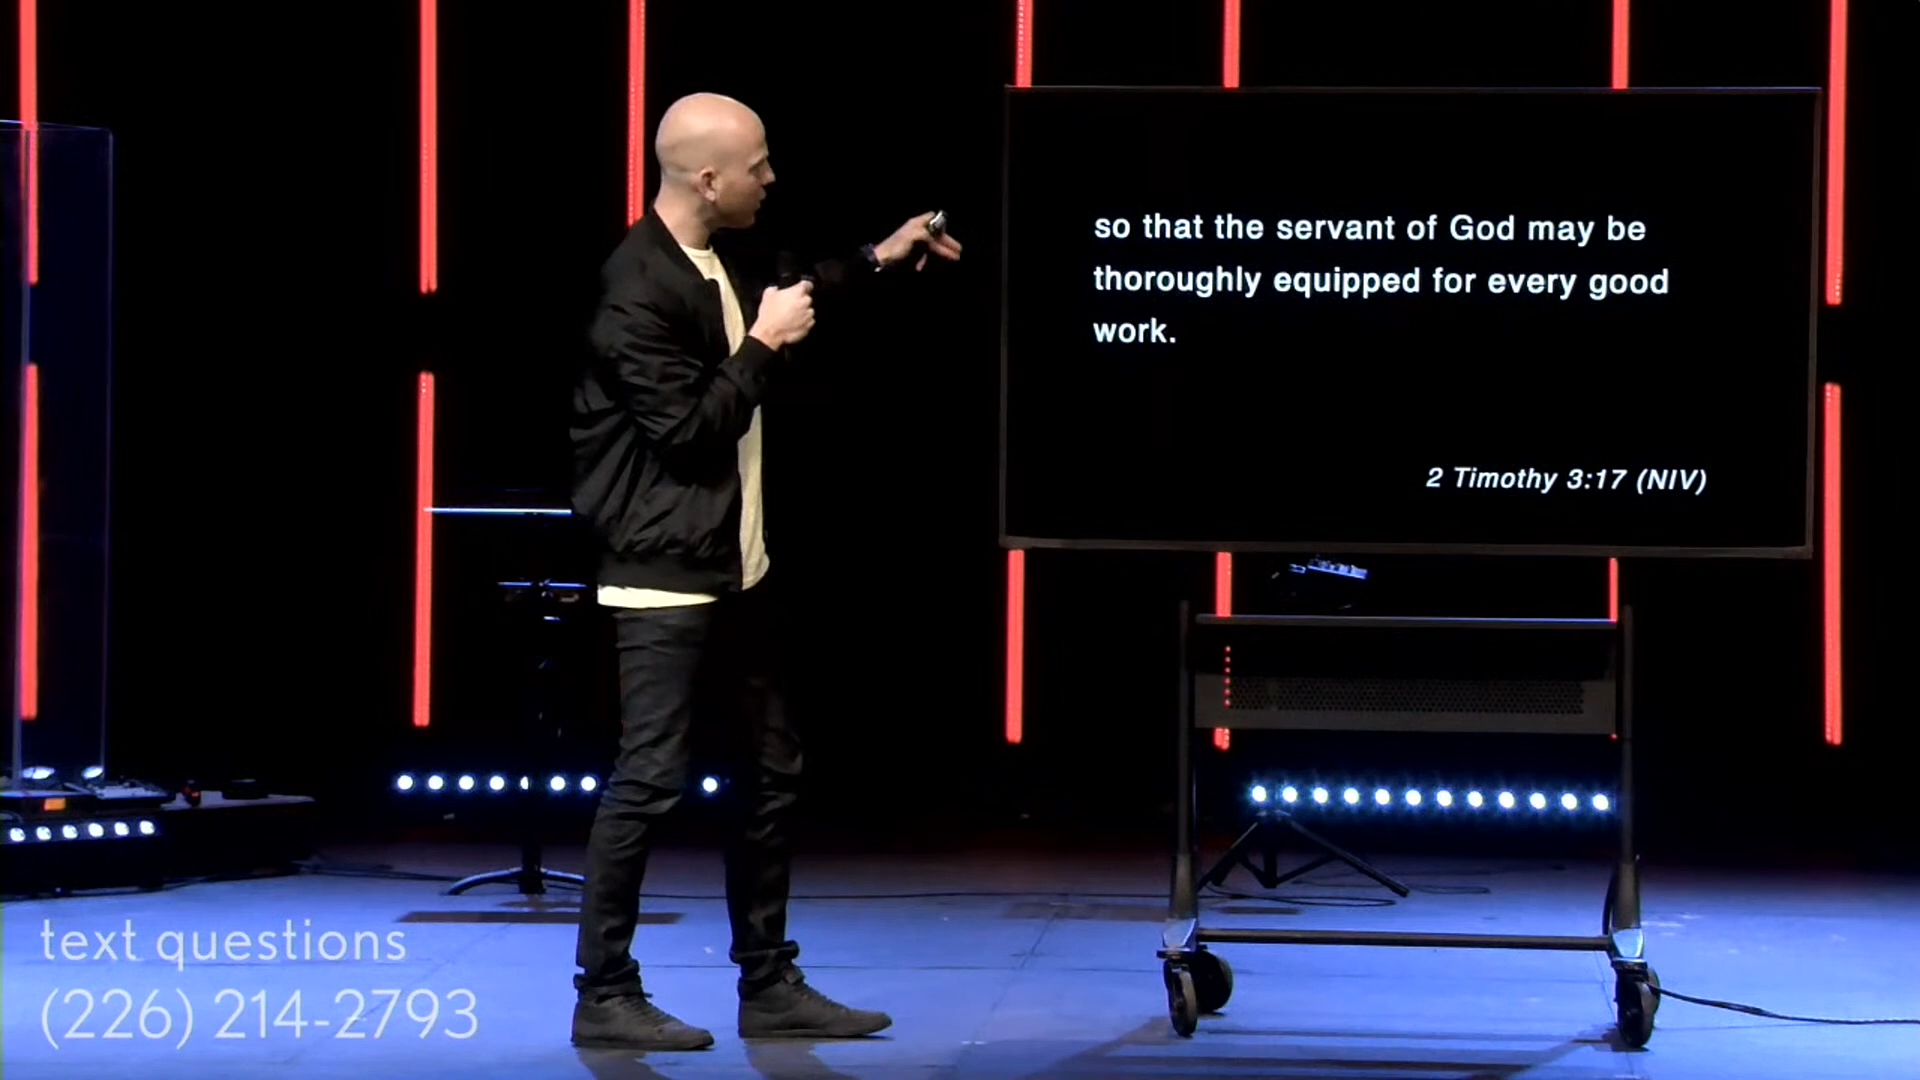 so that the servant of God may be
thoroughly equipped for every good
work.
2 Timothy 3:17 (NIV)
text questions
(226) 214-2793